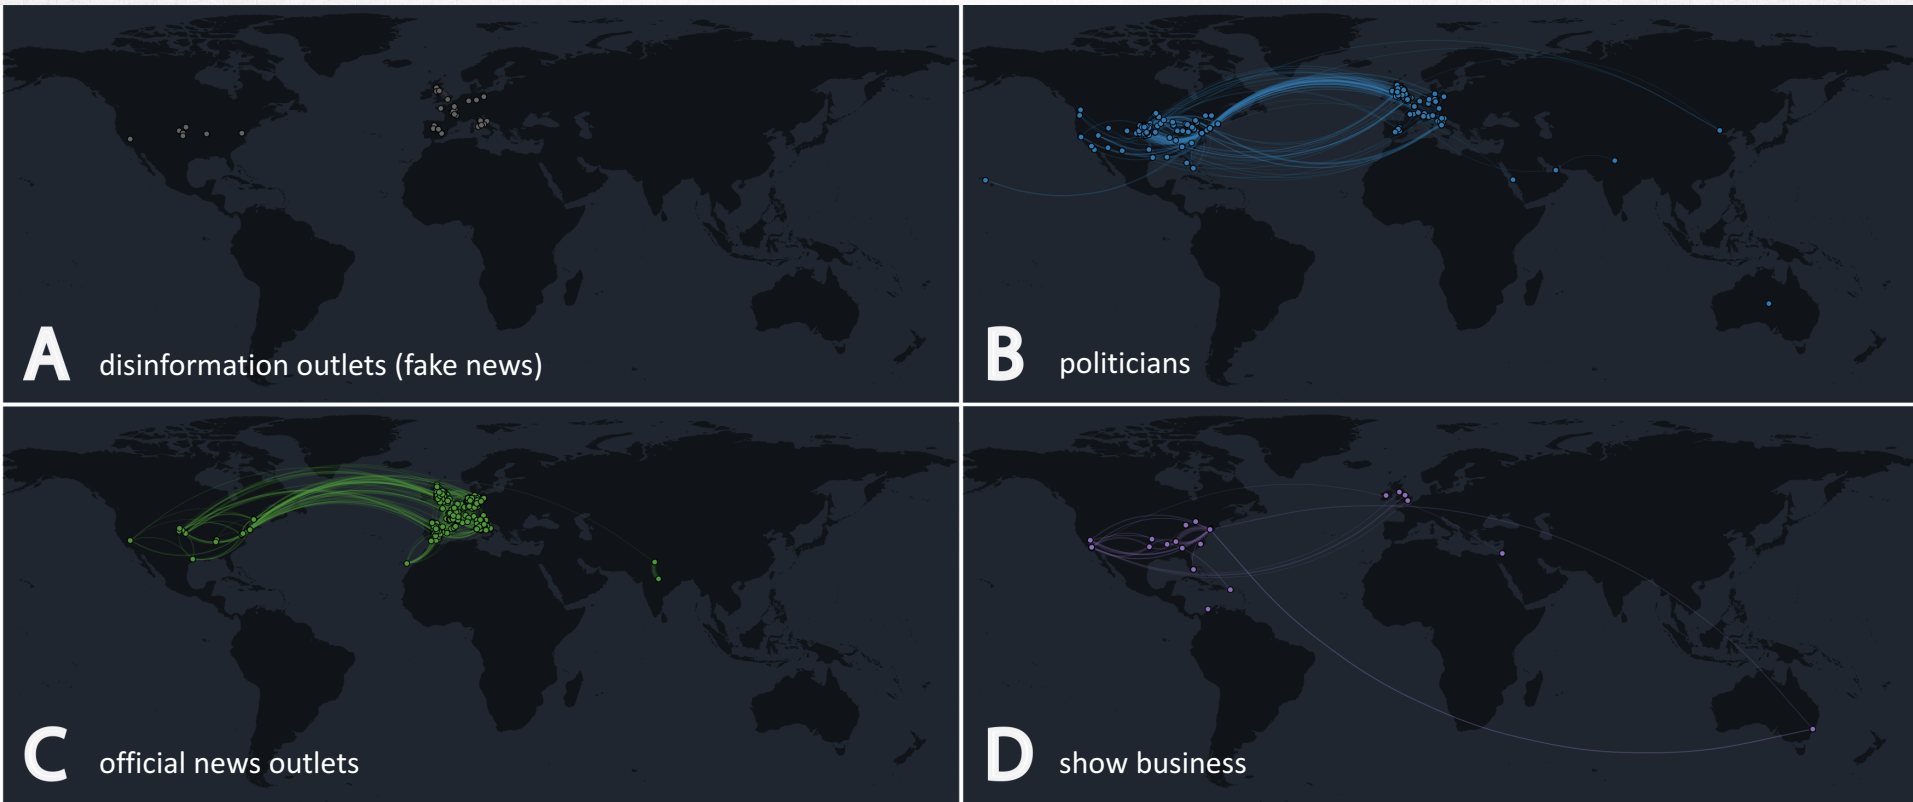 A disinformation outlets (fake news)
B politicians
C official news outlets
D show business